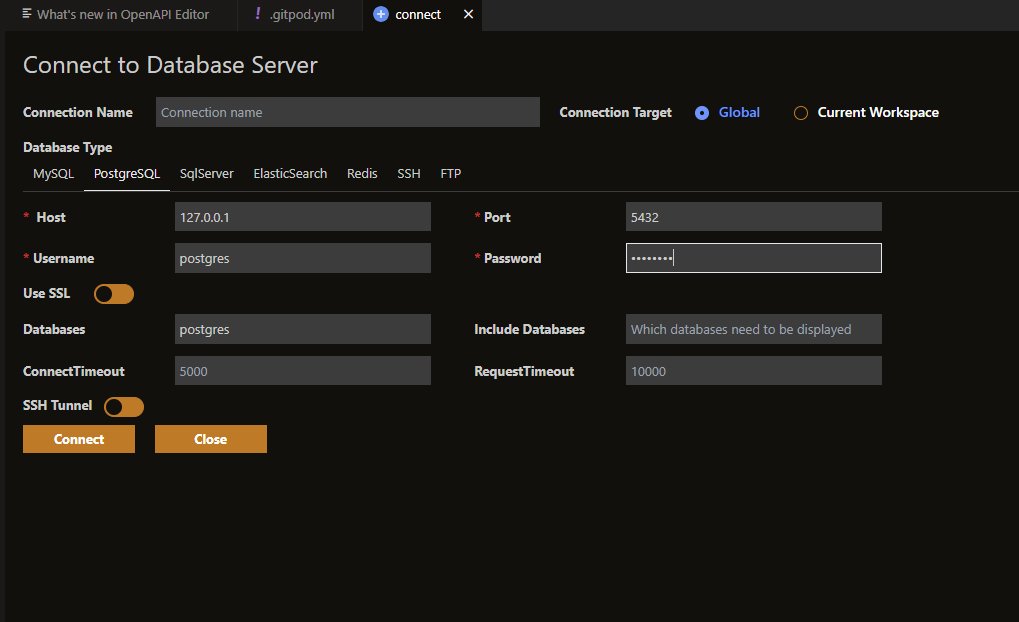 What's new in OpenAPI Editor ! .gitpod.yml connect
Connect to Database Server
Connection Name Connection name Connection Target Global Current Workspace
Database Type
MySQL PostgreSQL SqlServer ElasticSearch Redis SSH FTP
* Host 127.0.0.1 * Port 5432
* Username postgres * Password ••••••••
Use SSL
Databases postgres Include Databases Which databases need to be displayed
ConnectTimeout 5000 RequestTimeout 10000
SSH Tunnel
Connect Close